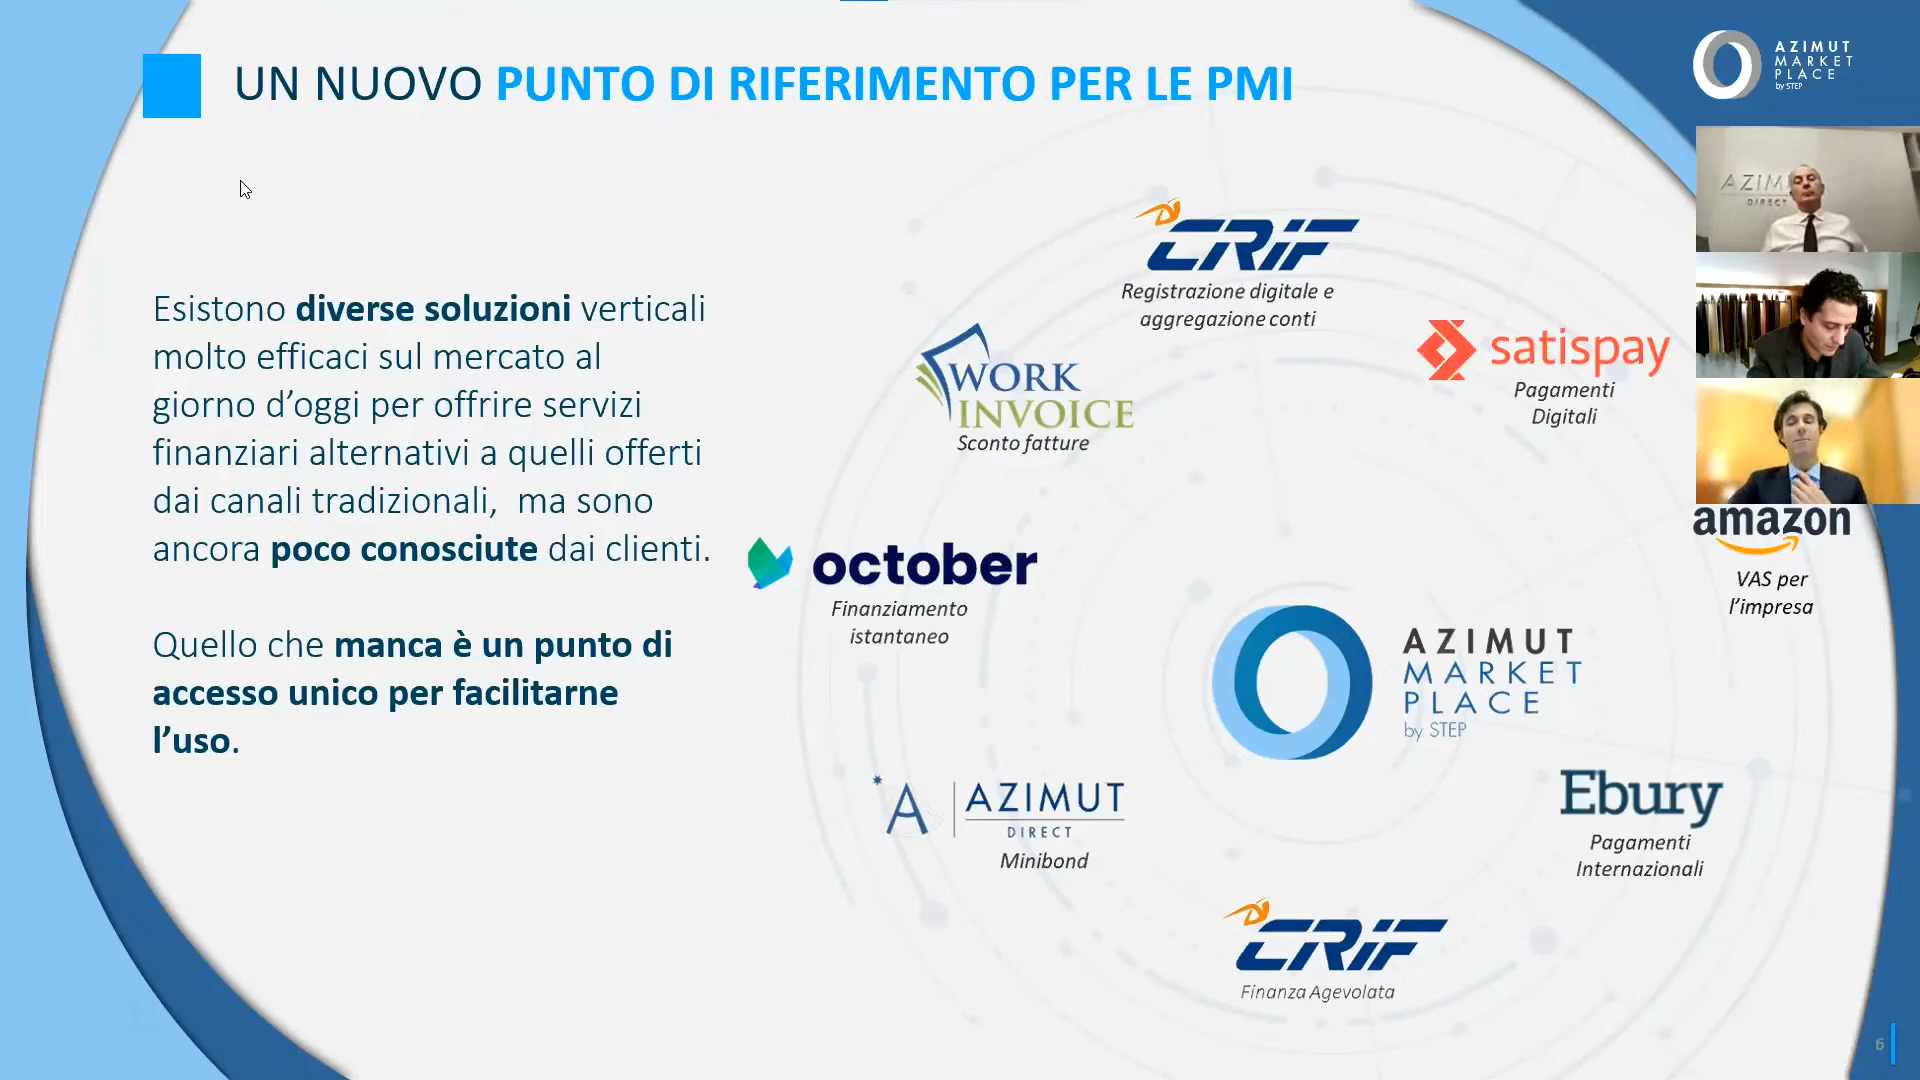 UN NUOVO PUNTO DI RIFERIMENTO PER LE PMI
AZIMUT
MARKET
PLACE
by STEP
AZIM
DIRECT
Esistono diverse soluzioni verticali
molto efficaci sul mercato al
giorno d’oggi per offrire servizi
finanziari alternativi a quelli offerti
dai canali tradizionali,  ma sono
ancora poco conosciute dai clienti.
Quello che manca è un punto di
accesso unico per facilitarne
l’uso.
CRIF
Registrazione digitale e
aggregazione conti
WORK
INVOICE
Sconto fatture
satispay
Pagamenti
Digitali
october
Finanziamento
istantaneo
amazon
VAS per
l’impresa
AZIMUT
MARKET
PLACE
by STEP
A AZIMUT
DIRECT
Minibond
Ebury
Pagamenti
Internazionali
CRIF
Finanza Agevolata
6